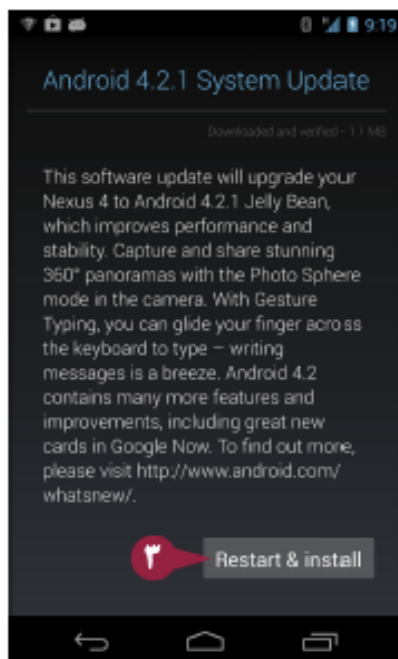 9:19
Android 4.2.1 System Update
Downloaded and verified - 1.1 MB
This software update will upgrade your
Nexus 4 to Android 4.2.1 Jelly Bean,
which improves performance and
stability. Capture and share stunning
360° panoramas with the Photo Sphere
mode in the camera. With Gesture
Typing, you can glide your finger across
the keyboard to type – writing
messages is a breeze. Android 4.2
contains many more features and
improvements, including great new
cards in Google Now. To find out more,
please visit http://www.android.com/
whatsnew/.
٣ Restart & install